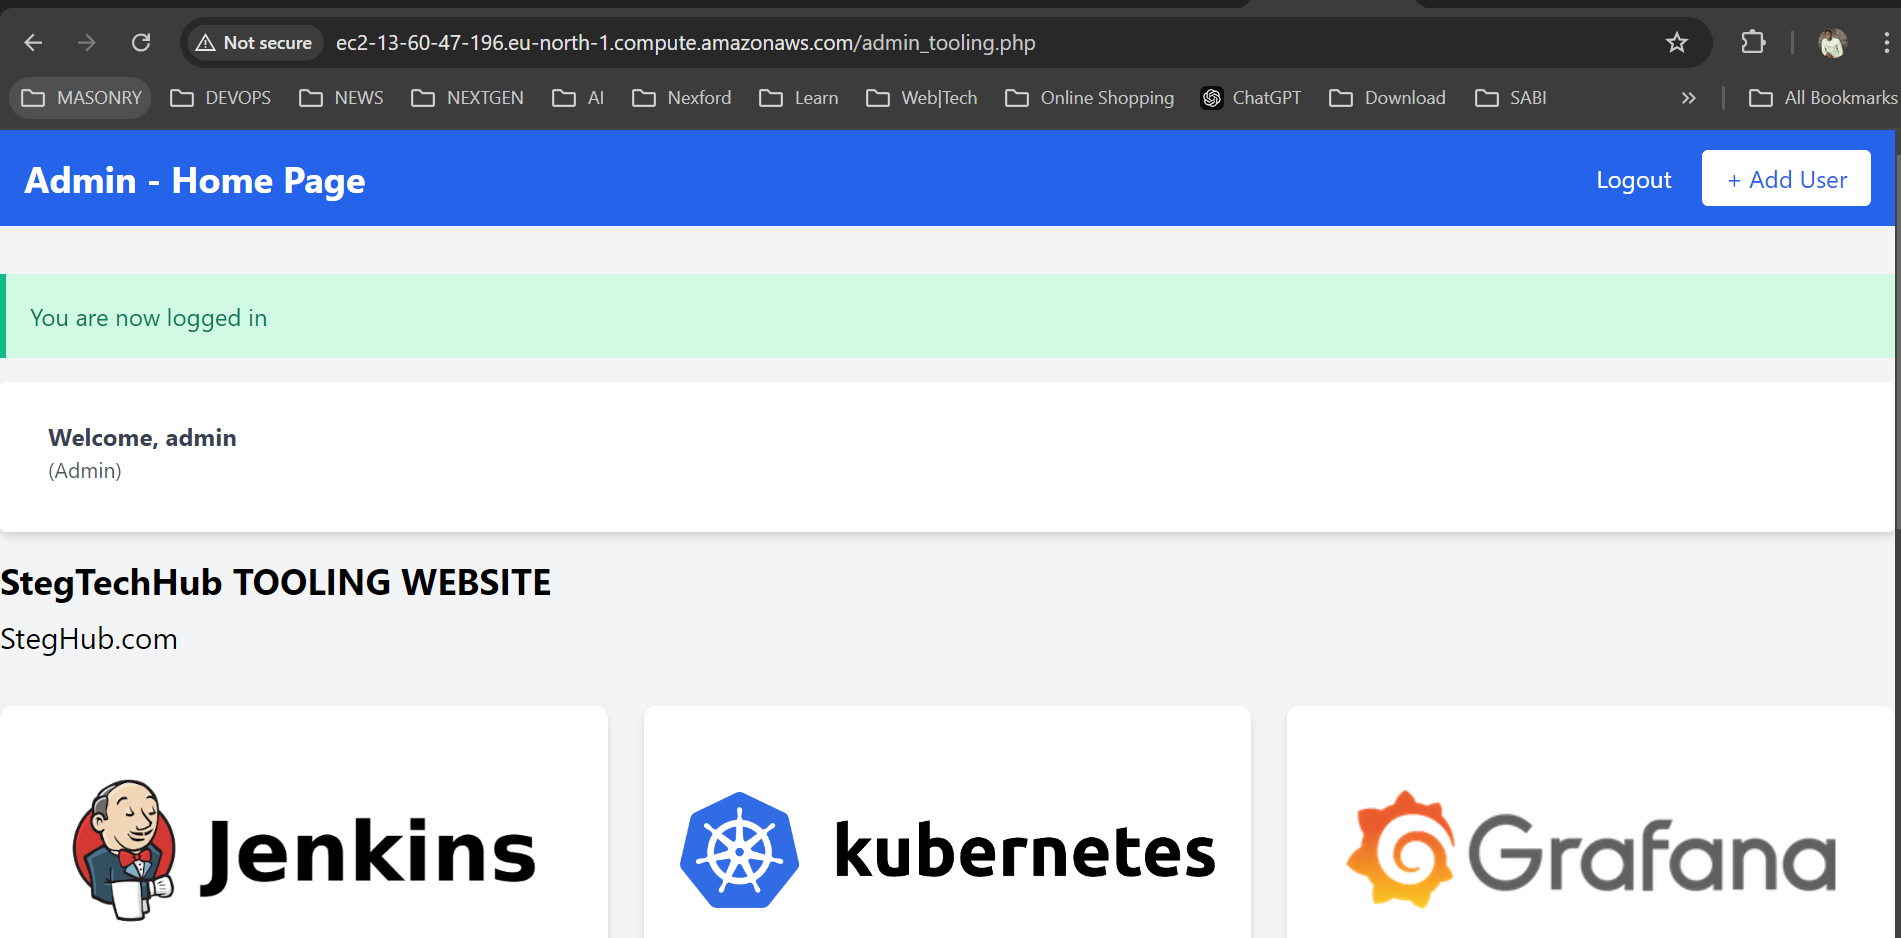 Not secure ec2-13-60-47-196.eu-north-1.compute.amazonaws.com/admin_tooling.php
MASONRY DEVOPS NEWS NEXTGEN AI Nexford Learn Web|Tech Online Shopping ChatGPT Download SABI » All Bookmarks
Admin - Home Page Logout + Add User
You are now logged in
Welcome, admin
(Admin)
StegTechHub TOOLING WEBSITE
StegHub.com
Jenkins kubernetes Grafana